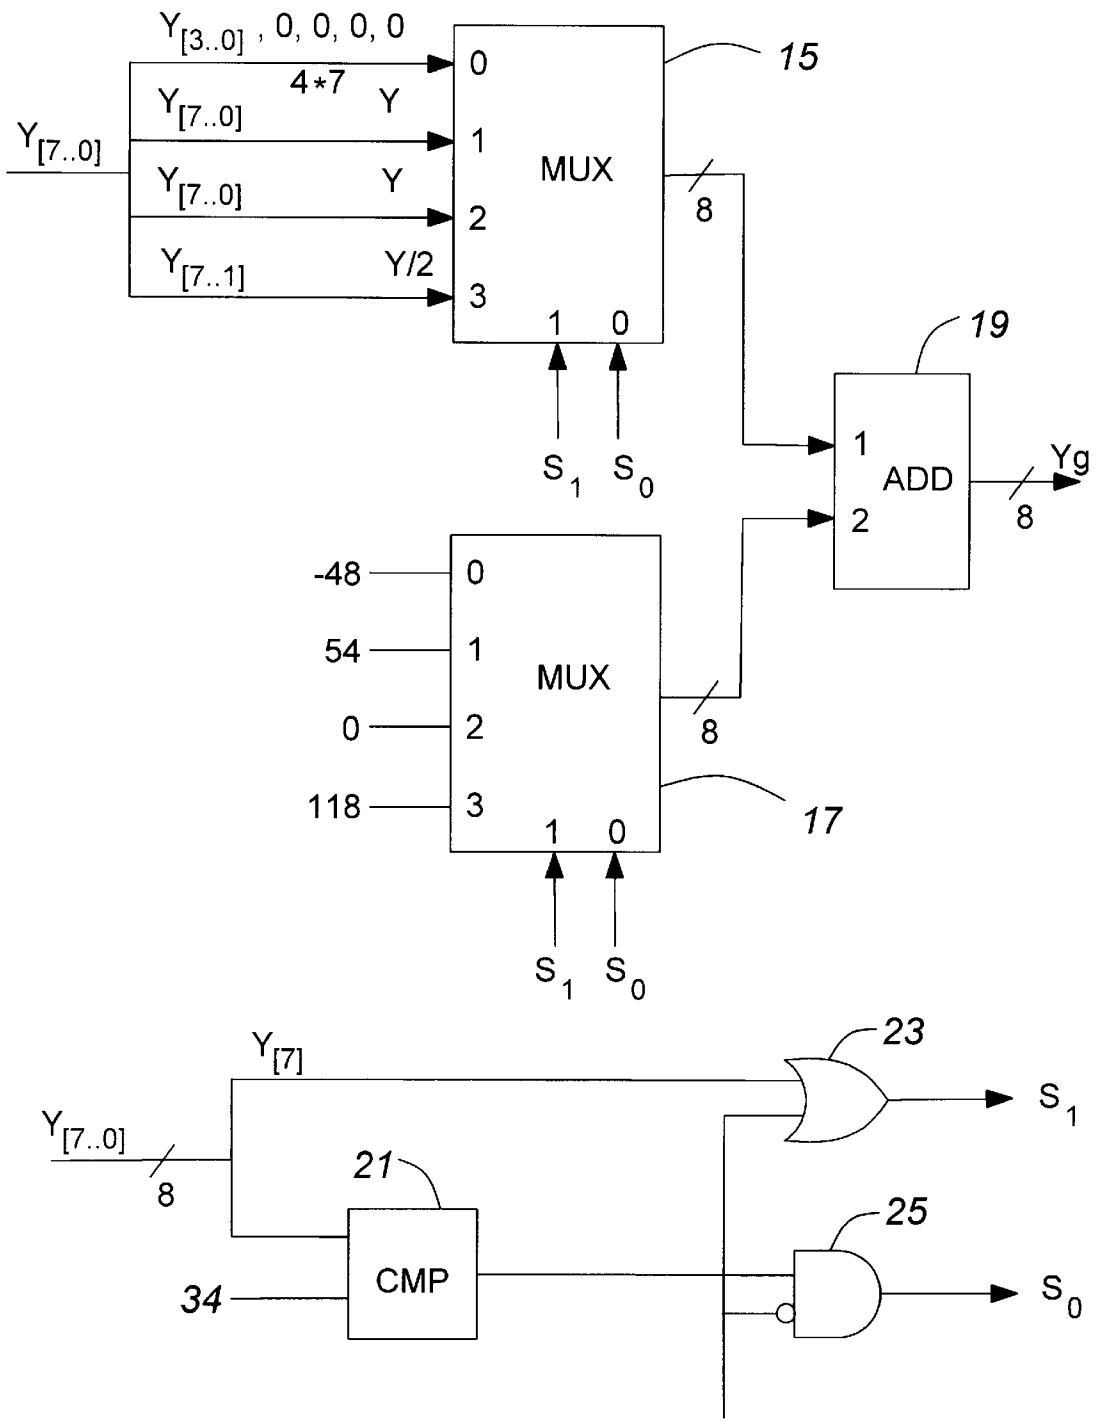 Y[3..0] , 0, 0, 0, 0
15
0
4*7
Y[7..0] Y
1
Y[7..0]
MUX
Y[7..0] Y
2
8
Y[7..1] Y/2
3
1 0
19
S1 S0
1
ADD
Yg
2
8
-48 0
54 1
MUX
0 2
8
118 3
17
1 0
S1 S0
23
Y[7]
S1
Y[7..0]
8
21
25
CMP
34
S0